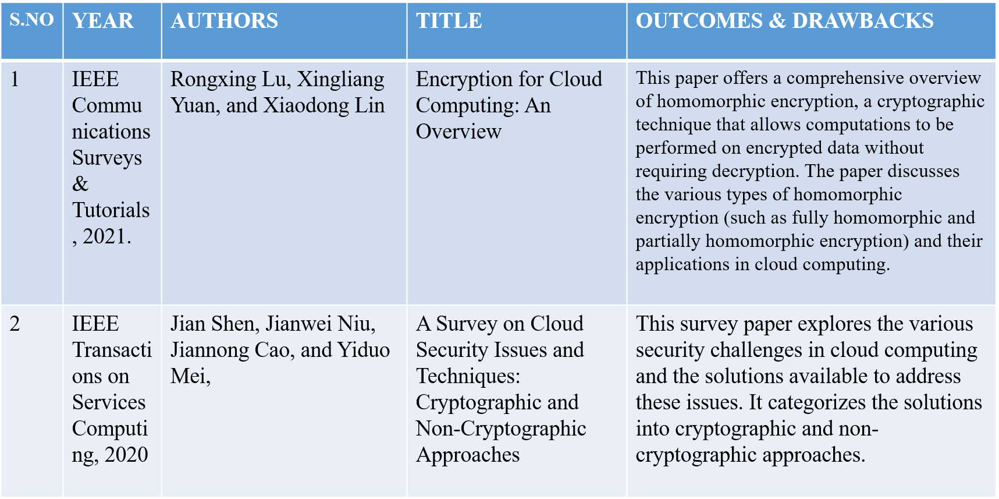 S.NO
YEAR
AUTHORS
TITLE
OUTCOMES & DRAWBACKS
1
IEEE
Commu
nications
Surveys
&
Tutorials
, 2021.
Rongxing Lu, Xingliang
Yuan, and Xiaodong Lin
Encryption for Cloud
Computing: An
Overview
This paper offers a comprehensive overview
of homomorphic encryption, a cryptographic
technique that allows computations to be
performed on encrypted data without
requiring decryption. The paper discusses
the various types of homomorphic
encryption (such as fully homomorphic and
partially homomorphic encryption) and their
applications in cloud computing.
2
IEEE
Transacti
ons on
Services
Computi
ng, 2020
Jian Shen, Jianwei Niu,
Jiannong Cao, and Yiduo
Mei,
A Survey on Cloud
Security Issues and
Techniques:
Cryptographic and
Non-Cryptographic
Approaches
This survey paper explores the various
security challenges in cloud computing
and the solutions available to address
these issues. It categorizes the solutions
into cryptographic and non-
cryptographic approaches.